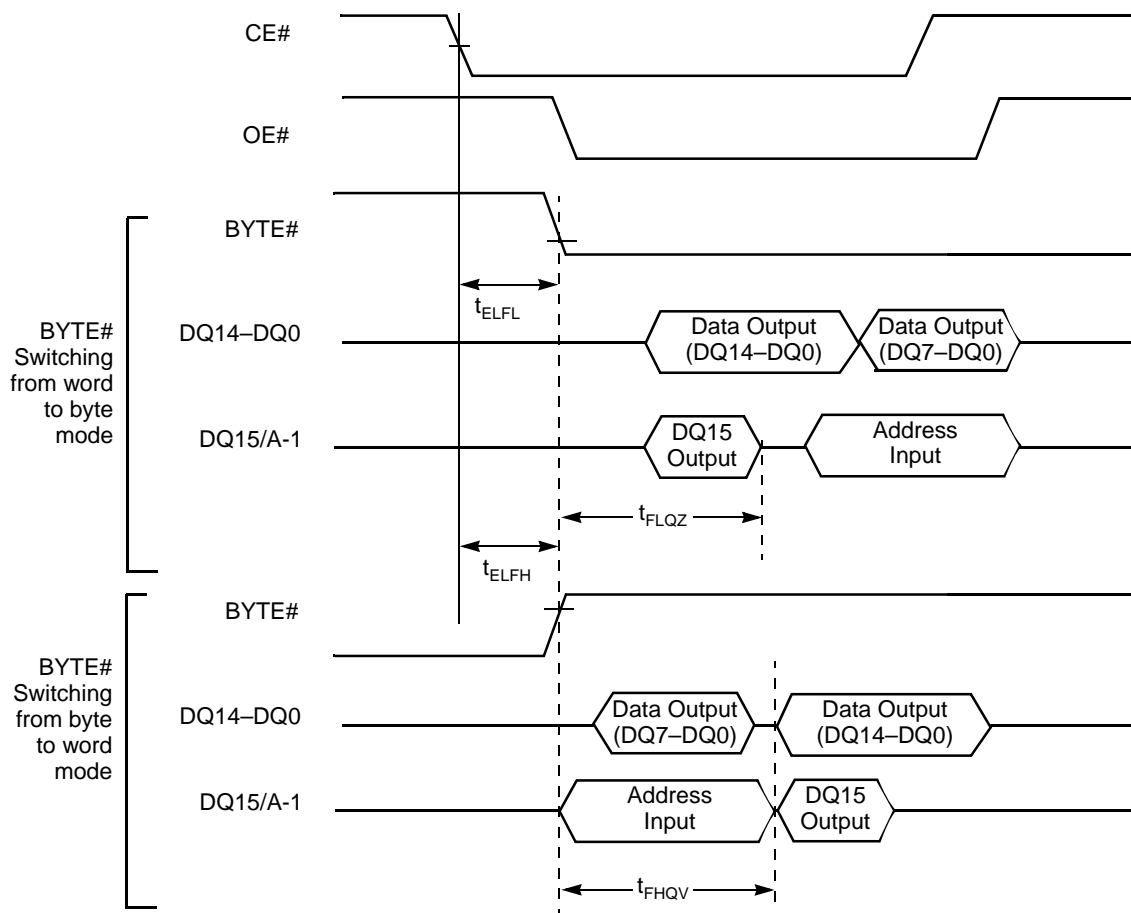 CE#
OE#
BYTE#
tELFL
BYTE#
Switching
from word
to byte
mode
DQ14–DQ0
Data Output
(DQ14–DQ0)
Data Output
(DQ7–DQ0)
DQ15/A-1
DQ15
Output
Address
Input
tFLQZ
tELFH
BYTE#
BYTE#
Switching
from byte
to word
mode
DQ14–DQ0
Data Output
(DQ7–DQ0)
Data Output
(DQ14–DQ0)
DQ15/A-1
Address
Input
DQ15
Output
tFHQV